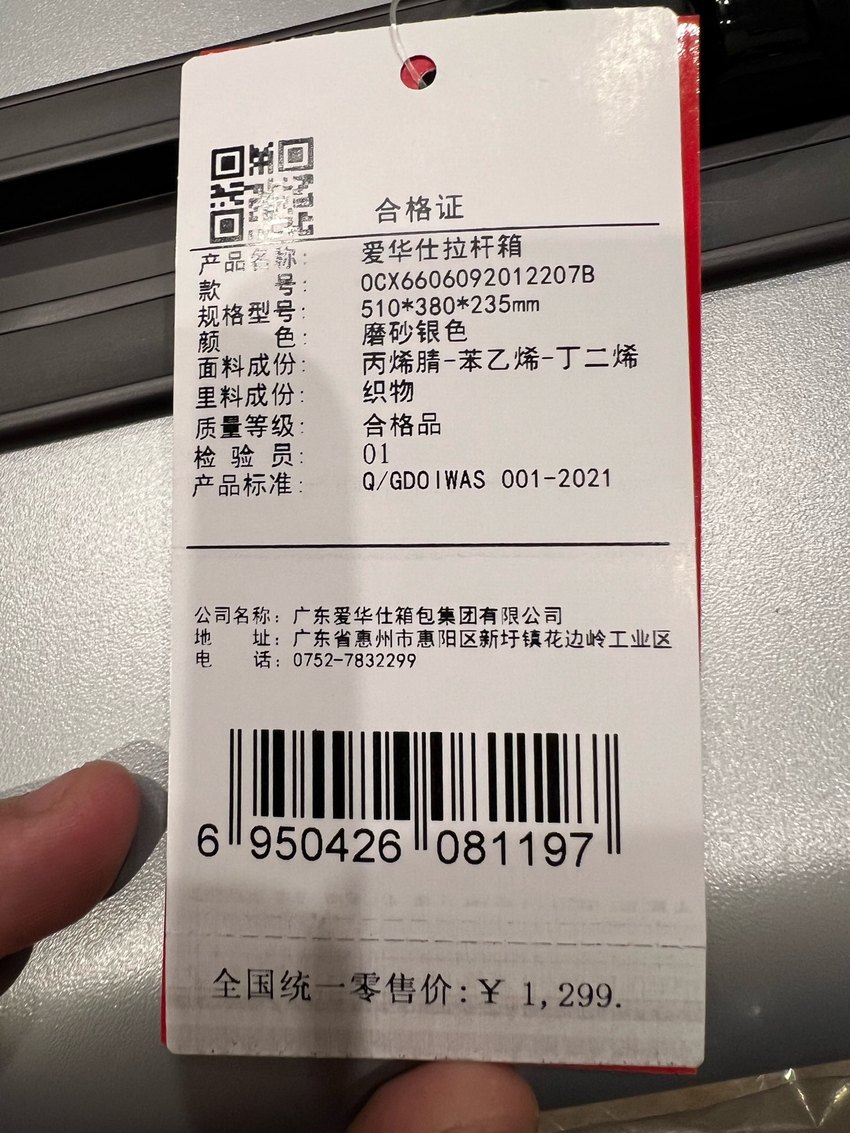 合格证
产品名称: 爱华仕拉杆箱
款 号: OCX6606092012207B
规格型号: 510*380*235mm
颜 色: 磨砂银色
面料成份: 丙烯腈-苯乙烯-丁二烯
里料成份: 织物
质量等级: 合格品
检 验 员: 01
产品标准: Q/GDOIWAS 001-2021
公司名称: 广东爱华仕箱包集团有限公司
地 址: 广东省惠州市惠阳区新圩镇花边岭工业区
电 话: 0752-7832299
6 950426 081197
全国统一零售价:¥ 1,299.